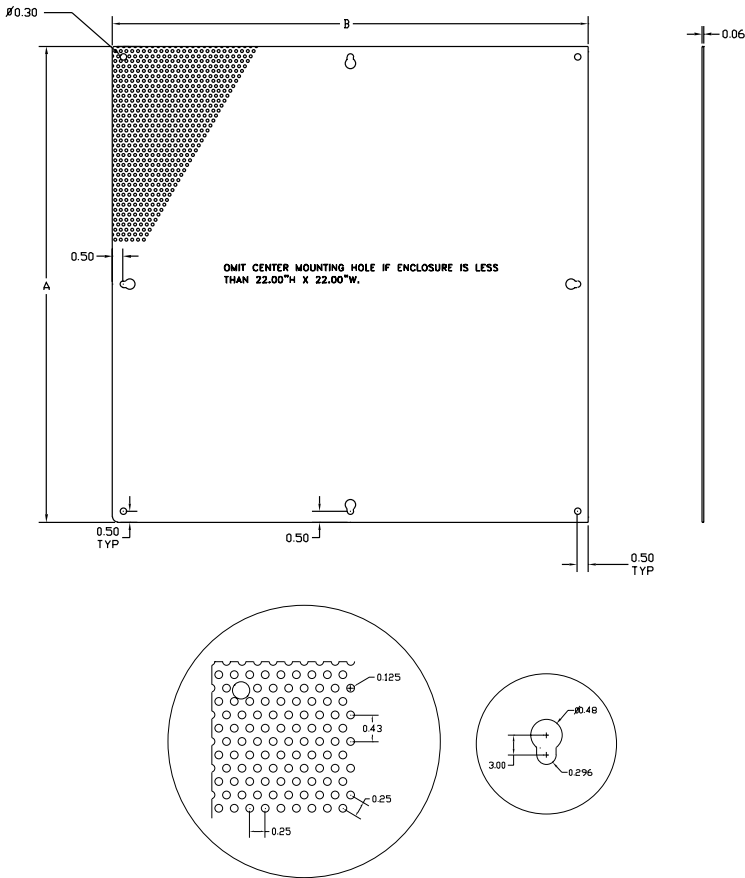 Ø0.30
B
0.06
0.50
A
OMIT CENTER MOUNTING HOLE IF ENCLOSURE IS LESS
THAN 22.00"H X 22.00"W.
0.50
TYP
0.50
0.50
TYP
0.125
0.43
0.25
0.25
Ø0.48
3.00
0.296